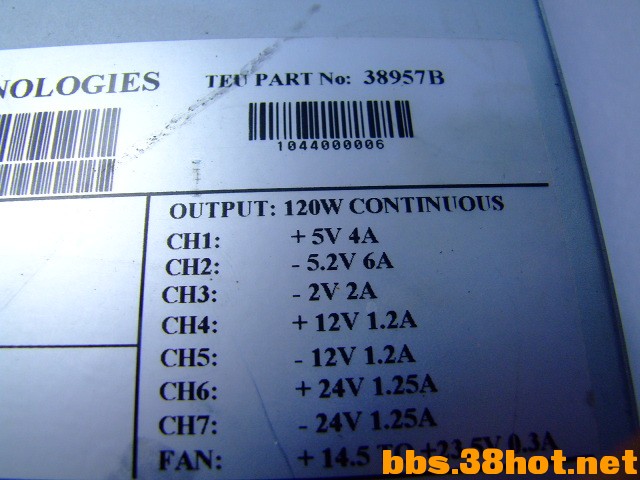 NOLOGIES TEU PART No: 38957B
1044000006
OUTPUT: 120W CONTINUOUS
CH1: + 5V 4A
CH2: - 5.2V 6A
CH3: - 2V 2A
CH4: + 12V 1.2A
CH5: - 12V 1.2A
CH6: + 24V 1.25A
CH7: - 24V 1.25A
FAN: + 14.5 TO +23.5V 0.3A
bbs.38hot.net